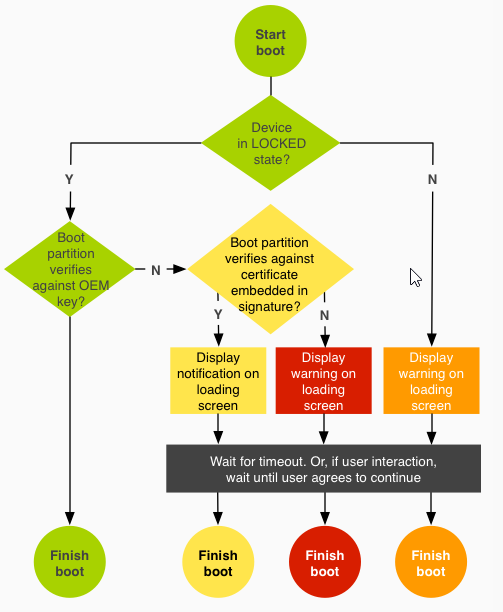 Start
boot
Device
in LOCKED
state?
Y
N
Boot
partition
verifies
against OEM
key?
N
Boot partition
verifies against
certificate
embedded in
signature?
Y
N
Display
notification on
loading
screen
Display
warning on
loading
screen
Display
warning on
loading
screen
Wait for timeout. Or, if user interaction,
wait until user agrees to continue
Finish
boot
Finish
boot
Finish
boot
Finish
boot